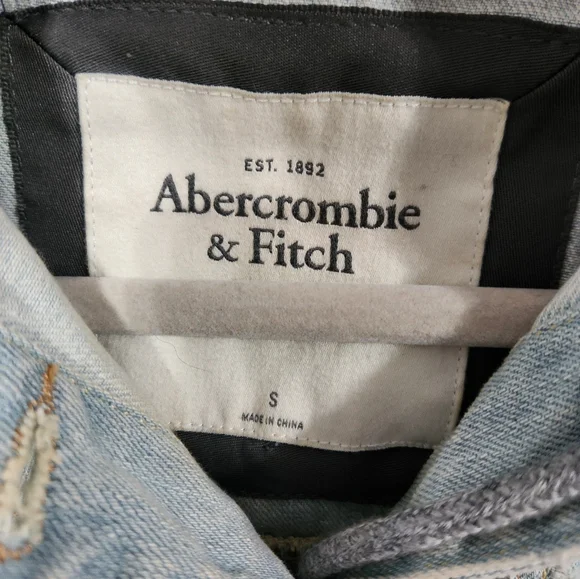 EST. 1892
Abercrombie
& Fitch
S
MADE IN CHINA